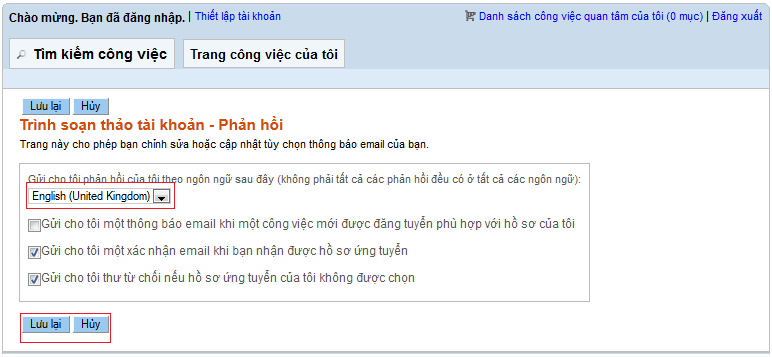 Chào mừng. Bạn đã đăng nhập. | Thiết lập tài khoản
Danh sách công việc quan tâm của tôi (0 mục) | Đăng xuất
Tìm kiếm công việc
Trang công việc của tôi
Lưu lại Hủy
Trình soạn thảo tài khoản - Phản hồi
Trang này cho phép bạn chỉnh sửa hoặc cập nhật tùy chọn thông báo email của bạn.
Gửi cho tôi phản hồi của tôi theo ngôn ngữ sau đây (không phải tất cả các phản hồi đều có ở tất cả các ngôn ngữ):
English (United Kingdom)
Gửi cho tôi một thông báo email khi một công việc mới được đăng tuyển phù hợp với hồ sơ của tôi
Gửi cho tôi một xác nhận email khi bạn nhận được hồ sơ ứng tuyển
Gửi cho tôi thư từ chối nếu hồ sơ ứng tuyển của tôi không được chọn
Lưu lại Hủy